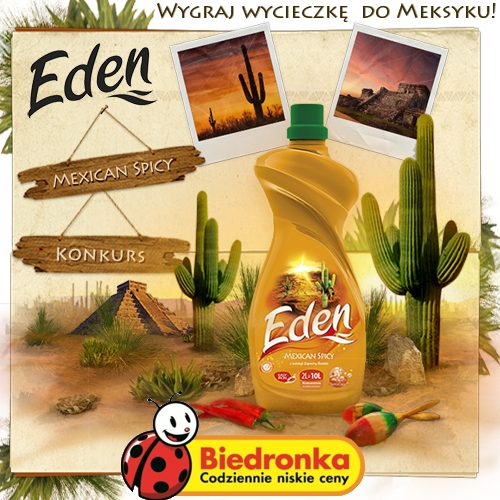 Wygraj wycieczkę do Meksyku!
Eden
Mexican Spicy
Konkurs
Eden
Mexican Spicy
2L=10L
Biedronka
Codziennie niskie ceny